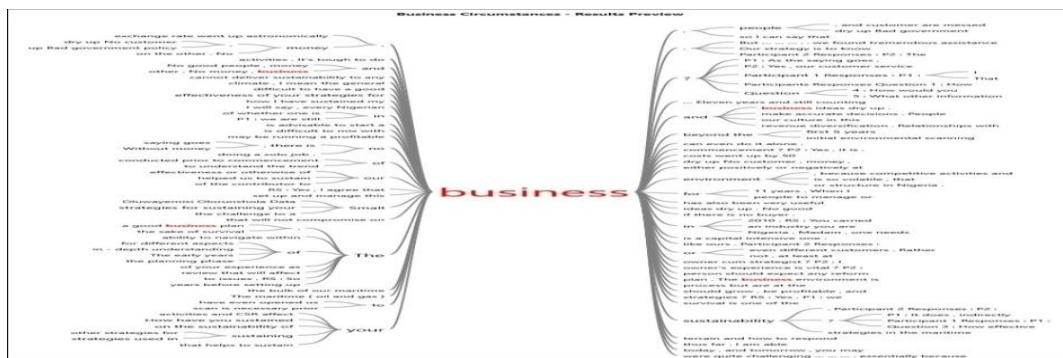 Business Circumstances - Results Preview
exchange rate went up astronomically
dry up No customer
up Bad government policy
on the other . No
, money
activities . It's tough to do
No good people , money
other . No money , business
and
cannot deliver sustainability to any
climate , I mean the general
difficult to have a good
effectiveness of your strategies for
how I have sustained my
I will say , every Nigerian
of whether one is
P1 : we are still
in
is advisable to start a
is difficult to mix with
may be running a profitable
saying goes
Without money
, there is
no
doing a solo job .
conducted prior to commencement
to understand the trend
of
effectiveness or otherwise of
helped us to sustain
of the contributor to
our
R5 : Yes , I agree that
set up and manage this
Oluwayemisi Olorunshola Data
strategies for sustaining your
the challenge to a
Small
that will not compromise on
a good business plan
the sake of survival
.
ability to navigate within
for different aspects
in - depth understanding
The early years
the planning phase
of
The
of your experience as
review that will affect
to issues . R5 : So
years before setting up
the bulk of our maritime
The maritime ( oil and gas )
have even opened us
scan is necessary prior
to
activities and CSR affect
How have you sustained
on the sustainability of
your
other strategies for
strategies used in
sustaining
that helps to sustain
business
people
, and customer are messed
dry up Bad government
so I can say that
But ... ... ... , we found tremendous assistance
Our strategy is to know
Participant 2 Responses : P2 : The
?
P1 : As the saying goes ,
P2 : Yes , our customer service
Participant 1 Responses : P1 :
I
That
Participants Responses Question 1 : How
Question
4 : How would you
5 : What other information
... Eleven years and still counting
and
business ideas dry up .
make accurate decisions . People
our culture in this
revenue diversification . Relationships with
beyond the
first 5 years
initial environmental scanning
can even do it alone ,
commencement ? P2 : Yes , it is .
costs went up by 50
dry up No customer , money ,
either positively or negatively at
environment
, because competitive activities and
is so volatile , that
or structure in Nigeria .
for
11 years . When I
people to manage or
has also been very useful
ideas dry up . No good
if there is no buyer .
in
2010 . R5 : You carried
an industry you are
Nigeria . Madam , one needs
is a capital intensive one .
like ours . Participant 2 Responses :
or
even different customers . Rather
not , at least at
owner cum strategist ? P2 : I
owner's experience is vital ? P2 :
person should expect any reform
plan . The business environment is
process but are at the
should grow , be profitable , and
strategies ? R5 : Yes , P1 : we
survival is one of the
sustainability
. Participant 2 Responses : P2 :
?
P1 : It does , indirectly
Participant 1 Responses : P1 :
Question 3 : How effective
strategies in the maritime
terrain and how to respond
thus far , I am able
today , and tomorrow , you may
were quite challenging ... ... ... , essentially because